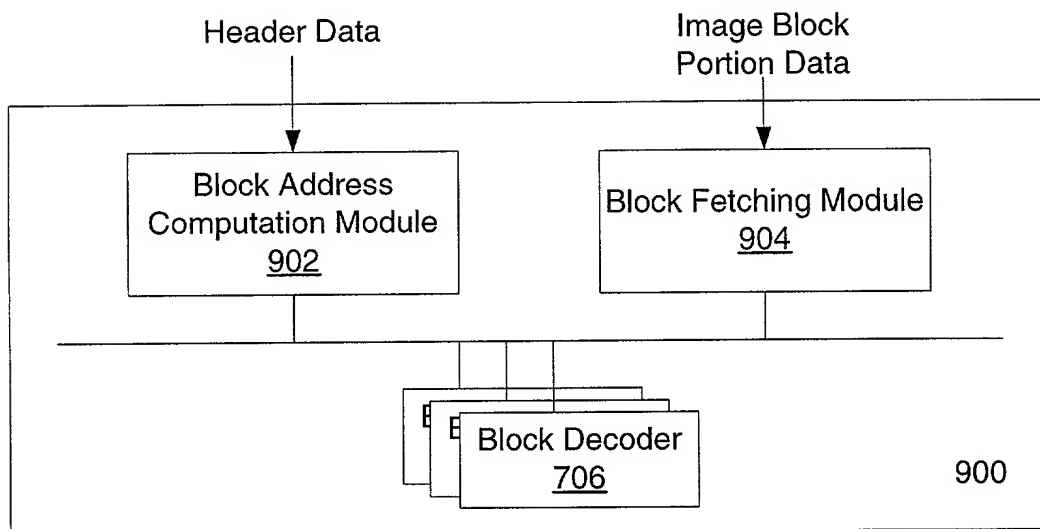 Header Data
Image Block
Portion Data
Block Address
Computation Module
902
Block Fetching Module
904
Block Decoder
706
900